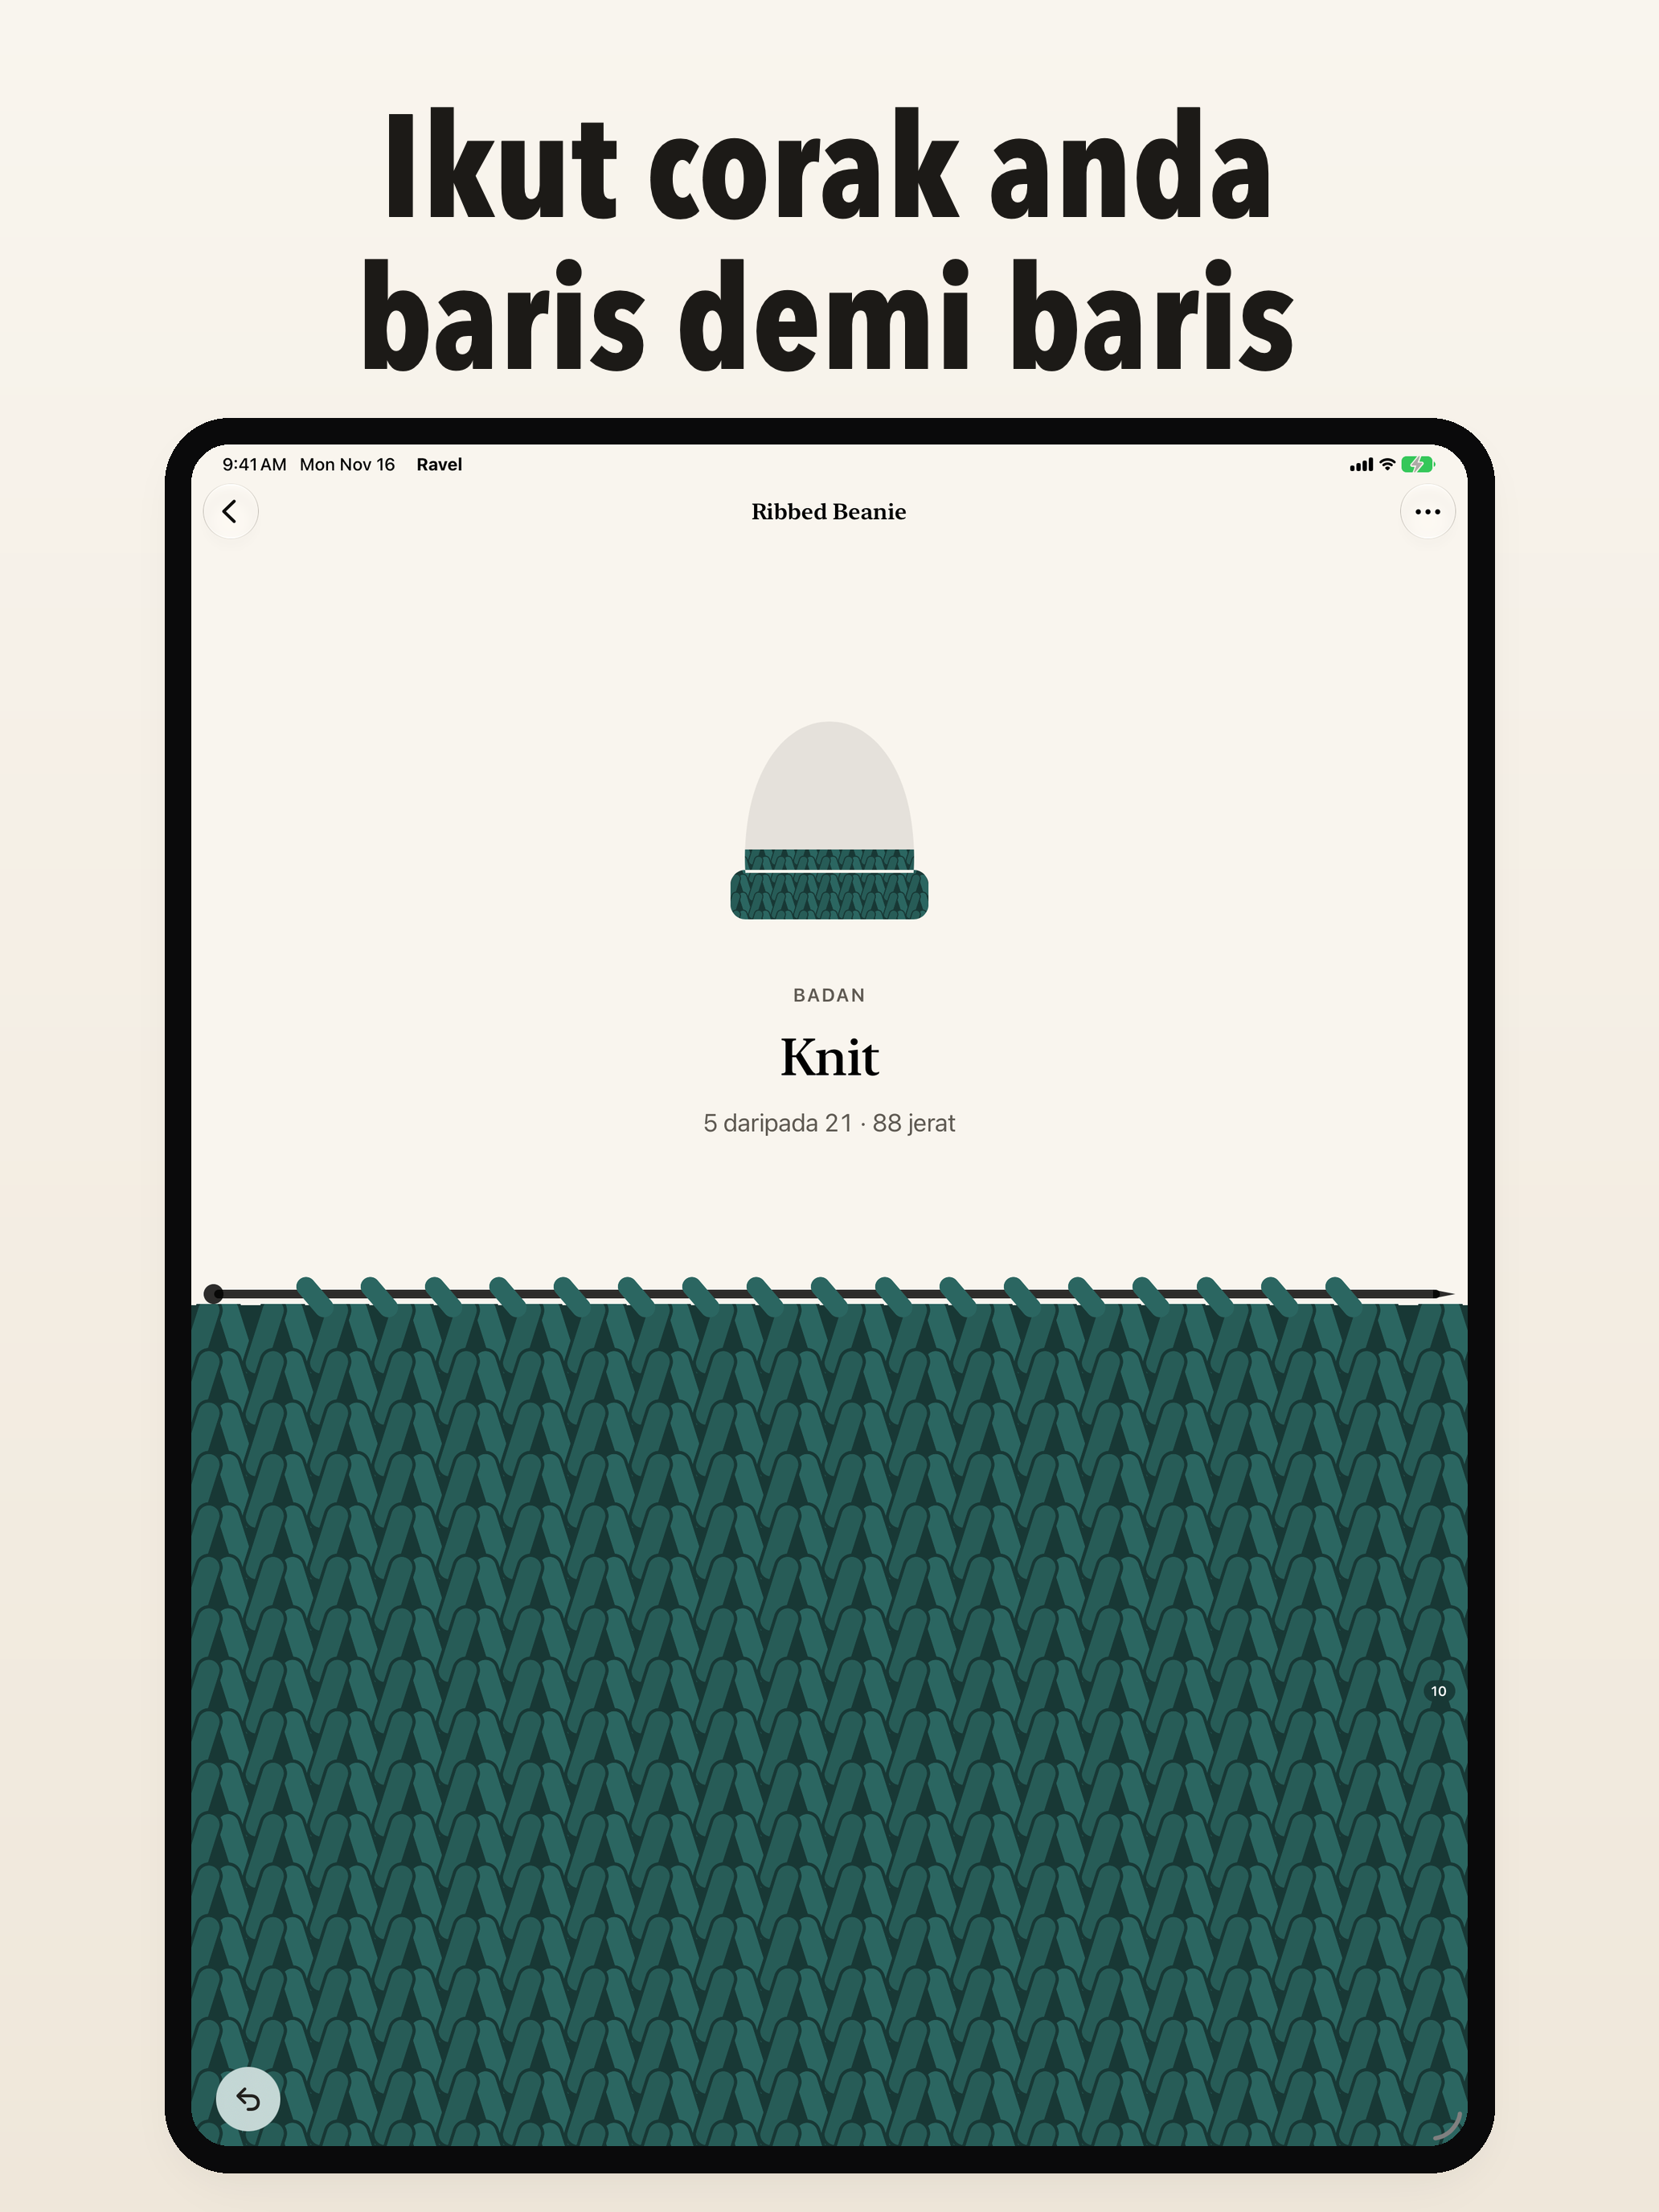 Ikut corak anda
baris demi baris
9:41 AM Mon Nov 16 Ravel
Ribbed Beanie
BADAN
Knit
5 daripada 21 · 88 jerat
10